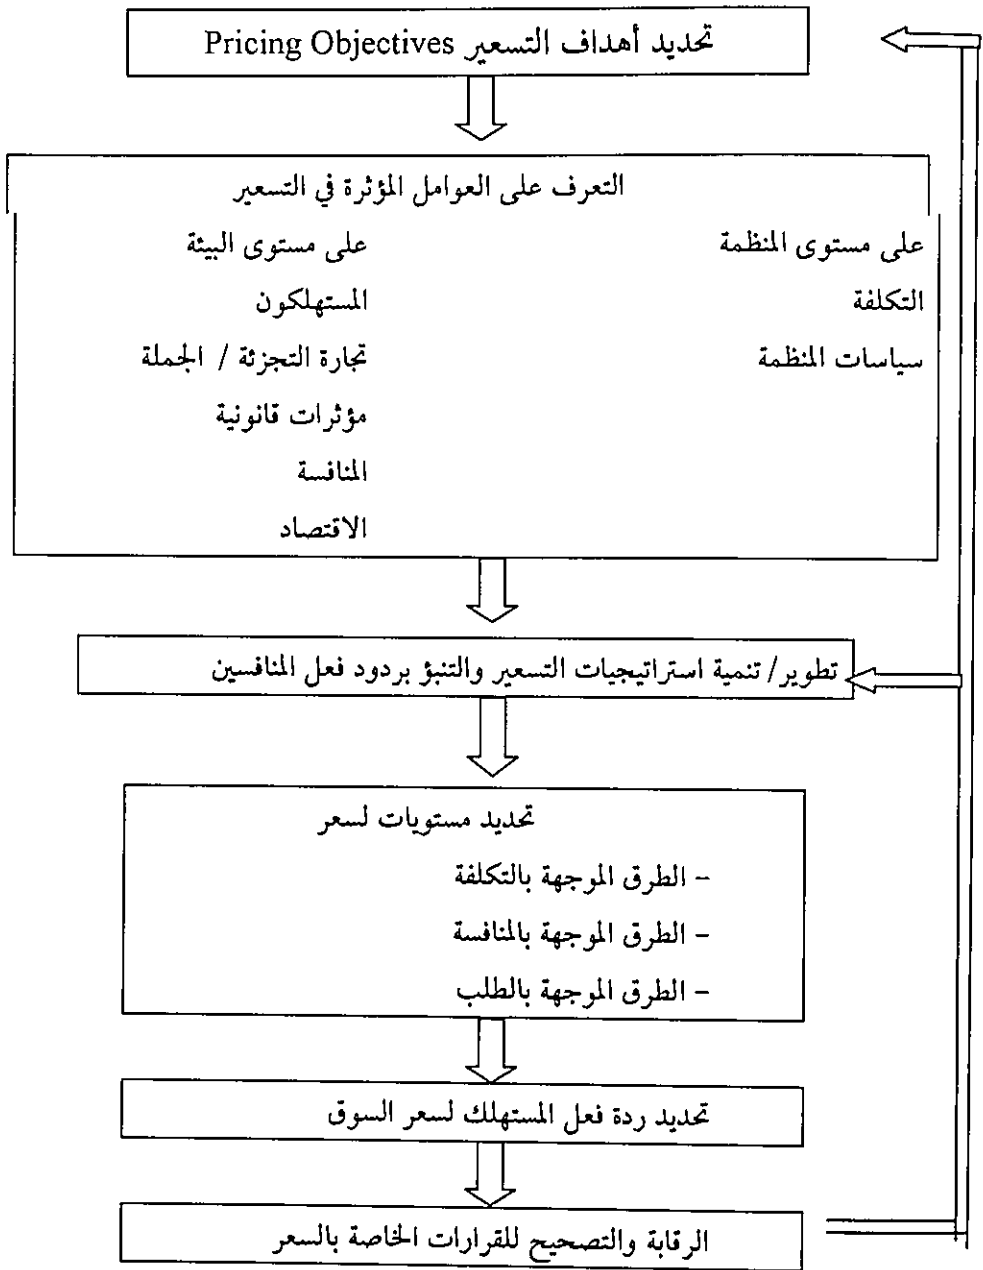 تحديد أهداف التسعير Pricing Objectives
التعرف على العوامل المؤثرة في التسعير
على مستوى المنظمة
التكلفة
سياسات المنظمة
على مستوى البيئة
المستهلكون
تجارة التجزئة / الجملة
مؤثرات قانونية
المنافسة
الاقتصاد
تطوير/ تنمية استراتيجيات التسعير والتنبؤ بردود فعل المنافسين
تحديد مستويات لسعر
– الطرق الموجهة بالتكلفة
– الطرق الموجهة بالمنافسة
– الطرق الموجهة بالطلب
تحديد ردة فعل المستهلك لسعر السوق
الرقابة والتصحيح للقرارات الخاصة بالسعر